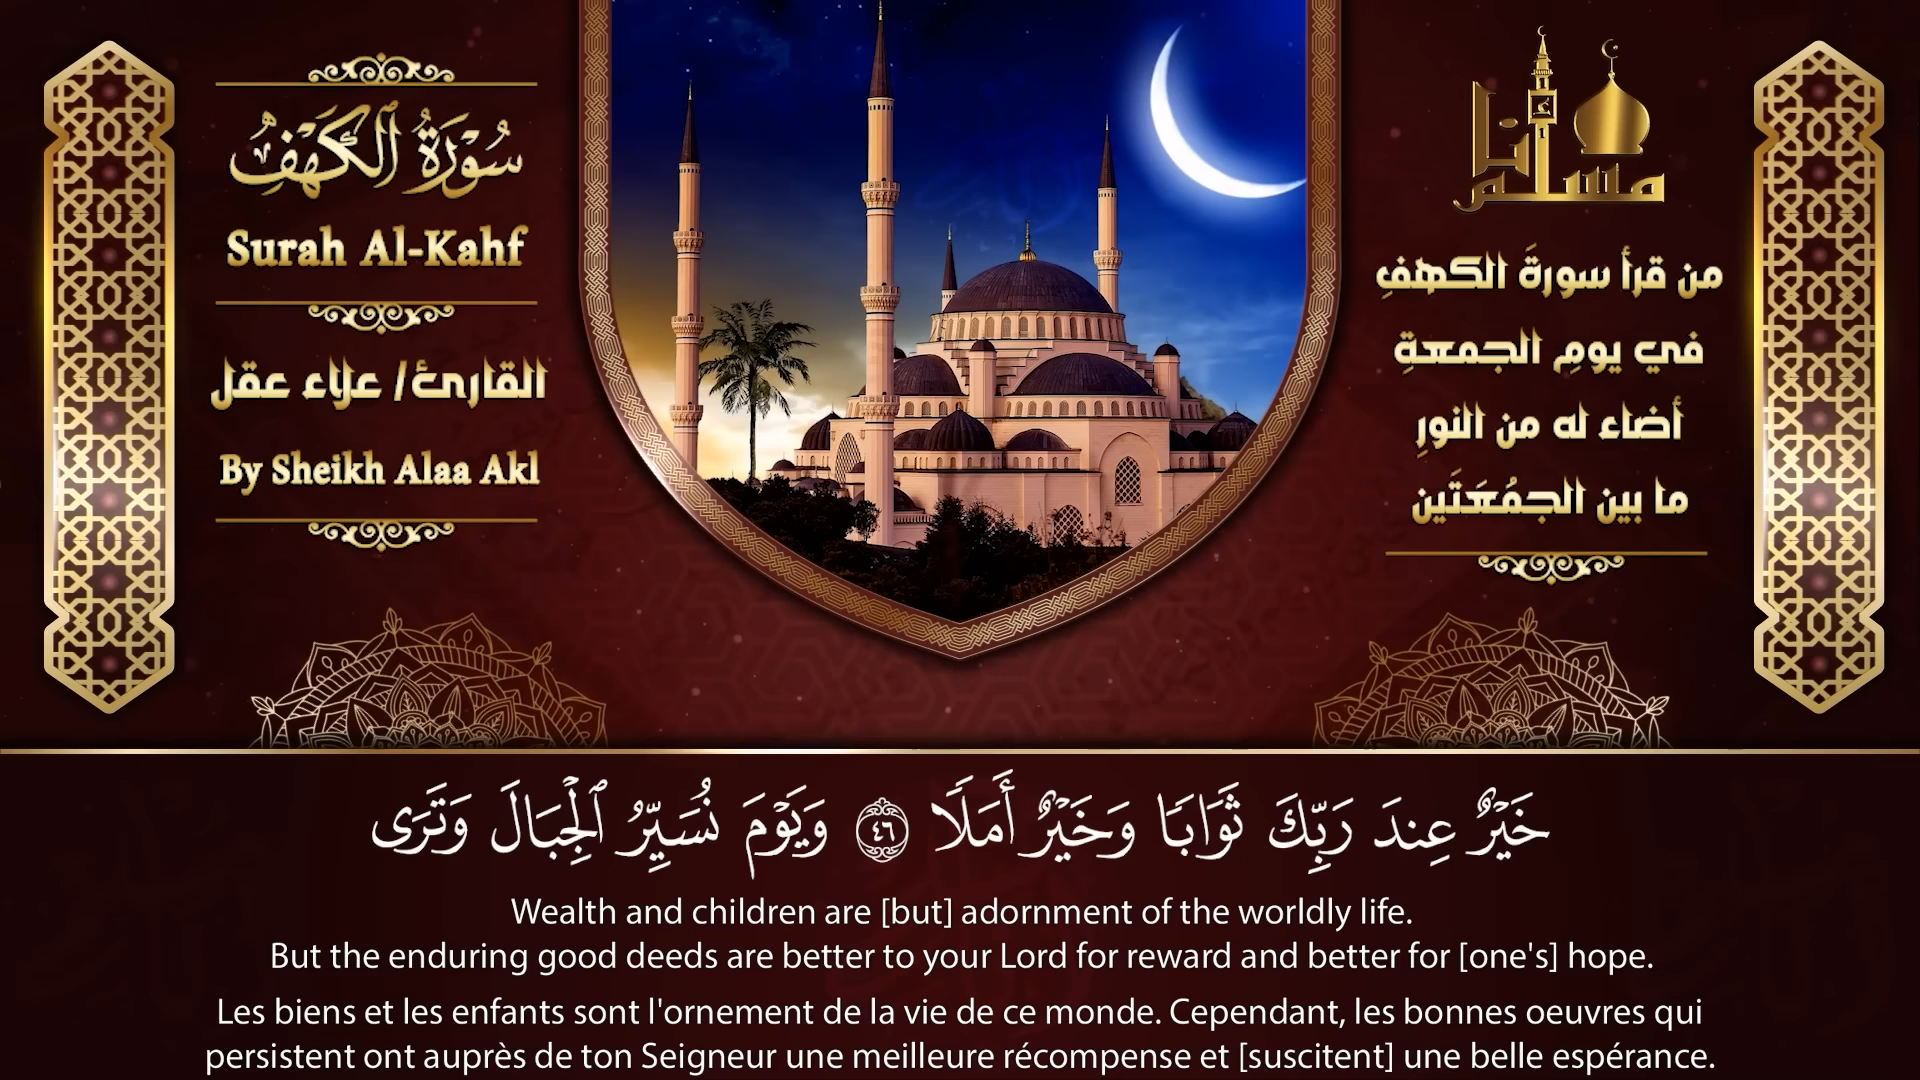 سُورَةُ الكَهْفِ
Surah Al-Kahf
القارئ/ علاء عقل
By Sheikh Alaa Akl
مسلمونا
من قرأ سورةَ الكهفِ
في يومِ الجمعةِ
أضاء له من النورِ
ما بين الجمُعَتَين
خَيْرٌ عِندَ رَبِّكَ ثَوَابًا وَخَيْرٌ أَمَلًا ٤٦ وَيَوْمَ نُسَيِّرُ ٱلْجِبَالَ وَتَرَى
Wealth and children are [but] adornment of the worldly life.
But the enduring good deeds are better to your Lord for reward and better for [one's] hope.
Les biens et les enfants sont l'ornement de la vie de ce monde. Cependant, les bonnes oeuvres qui
persistent ont auprès de ton Seigneur une meilleure récompense et [suscitent] une belle espérance.